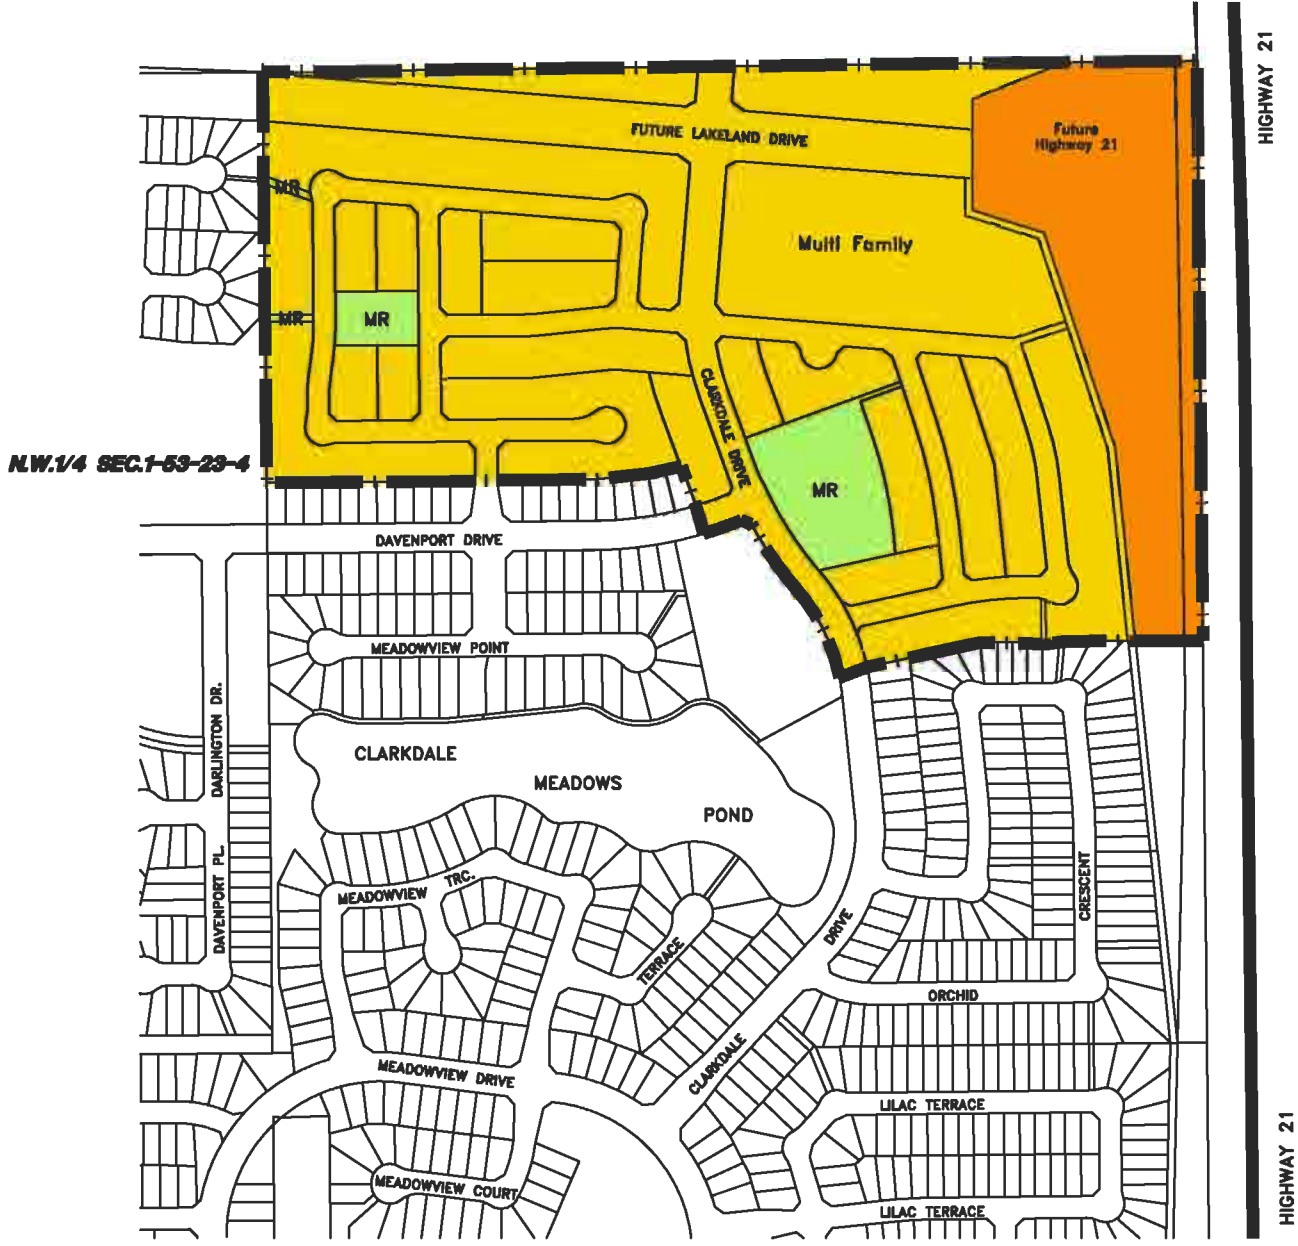 HIGHWAY 21
FUTURE LAKELAND DRIVE
Future
Highway 21
MR
Multi Family
MR
MR
CLARKDALE DRIVE
N.W.1/4 SEC.1-53-23-4
MR
DAVENPORT DRIVE
MEADOWVIEW POINT
DARLINGTON DR.
CLARKDALE
MEADOWS
POND
DAVENPORT PL.
MEADOWVIEW TRC.
CRESCENT
DRIVE
TERRACE
ORCHID
CLARKDALE
MEADOWVIEW DRIVE
LILAC TERRACE
HIGHWAY 21
MEADOWVIEW COURT
LILAC TERRACE